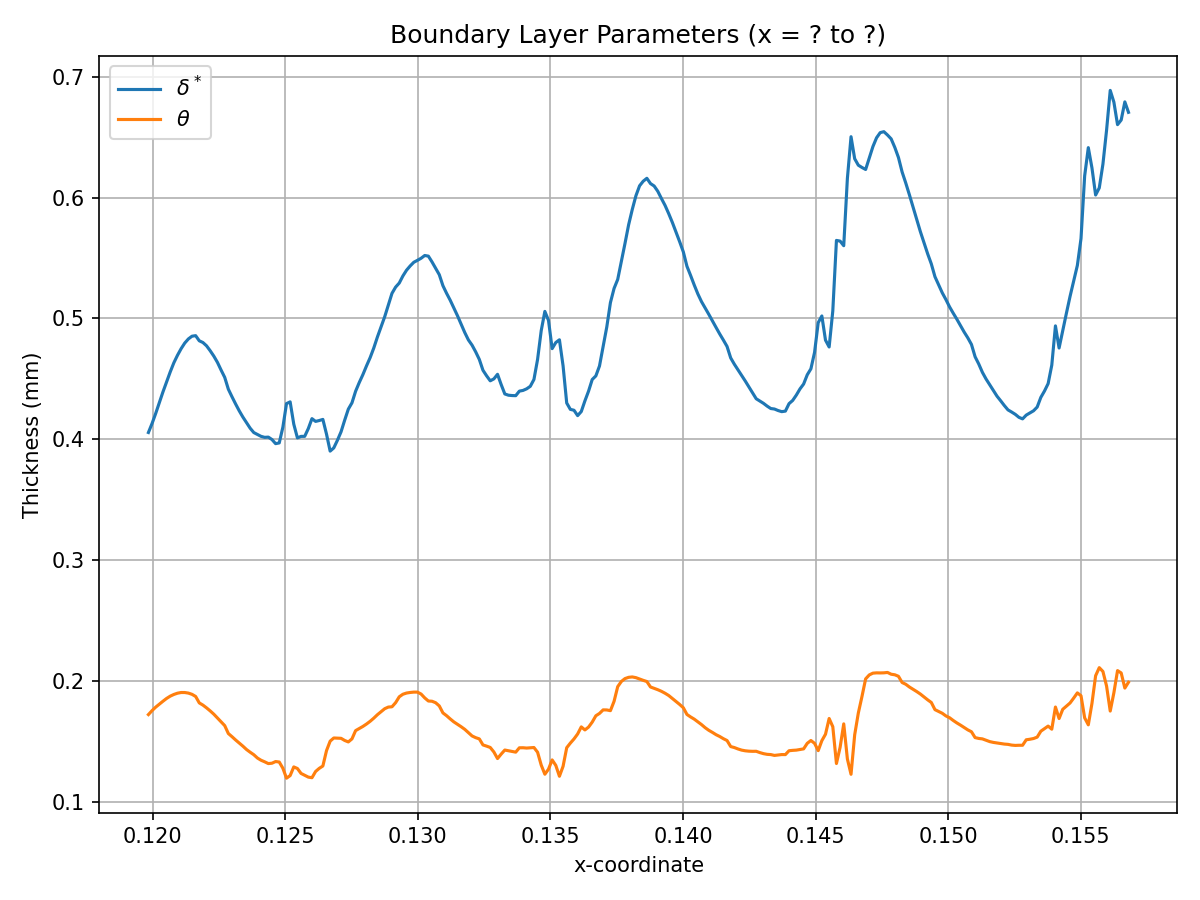 Boundary Layer Parameters (x = ? to ?)
δ*
θ
Thickness (mm)
0.7
0.6
0.5
0.4
0.3
0.2
0.1
0.120 0.125 0.130 0.135 0.140 0.145 0.150 0.155
x-coordinate